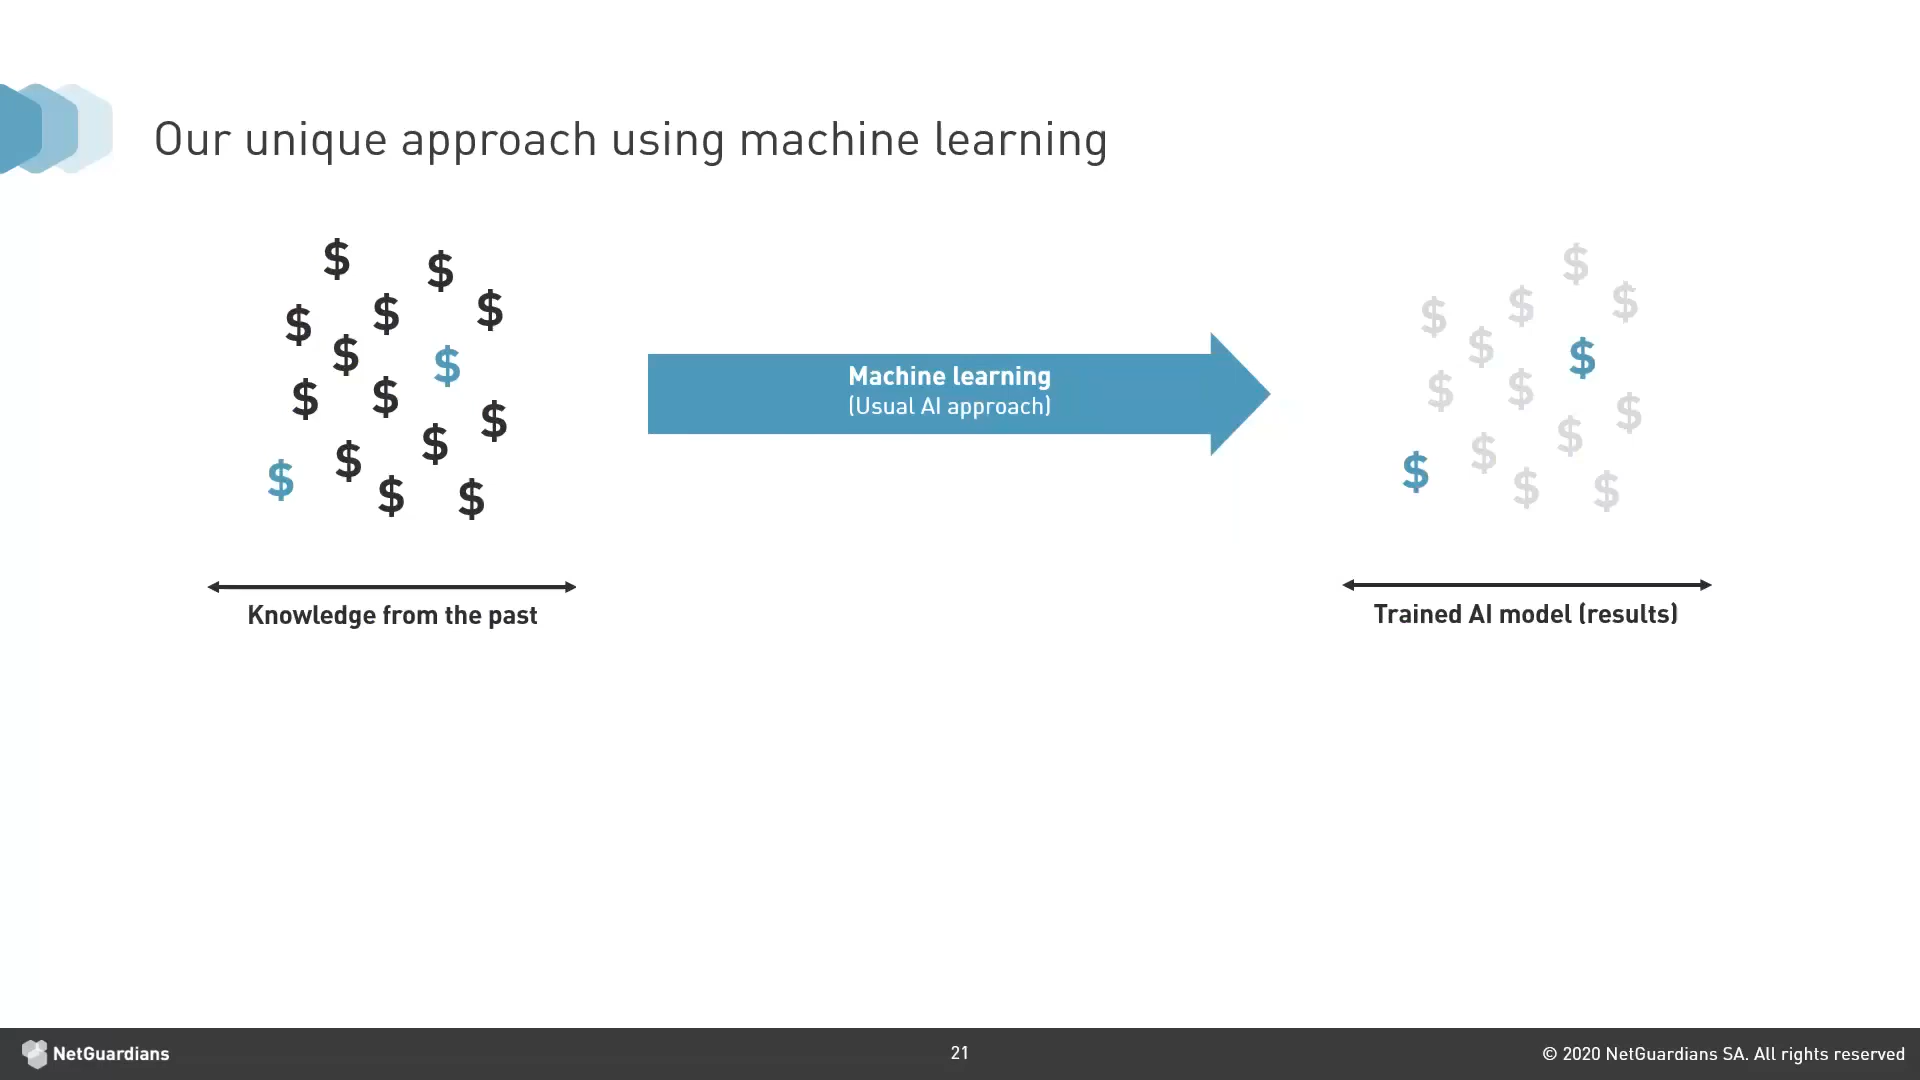 Our unique approach using machine learning
$ $ $ $ $ $ $ $ $ $ $ $ $ $ $
Machine learning
(Usual AI approach)
$ $ $ $ $ $ $ $ $ $ $ $ $ $
Knowledge from the past
Trained AI model (results)
NetGuardians
21
© 2020 NetGuardians SA. All rights reserved